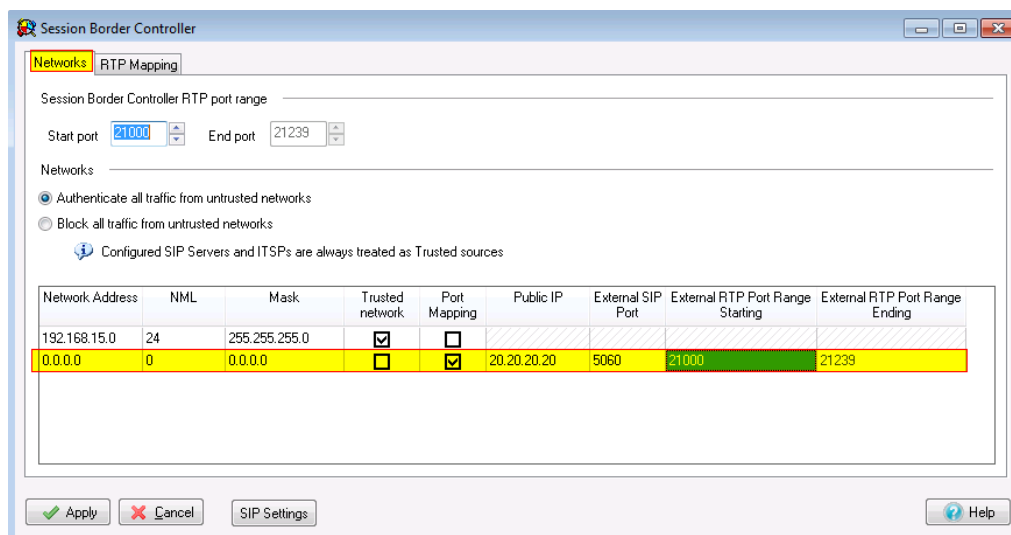 Session Border Controller
Networks RTP Mapping
Session Border Controller RTP port range
Start port 21000 End port 21239
Networks
Authenticate all traffic from untrusted networks
Block all traffic from untrusted networks
Configured SIP Servers and ITSPs are always treated as Trusted sources
Network Address NML Mask Trusted network Port Mapping Public IP External SIP Port External RTP Port Range Starting External RTP Port Range Ending
192.168.15.0 24 255.255.255.0
0.0.0.0 0 0.0.0.0 20.20.20.20 5060 21000 21239
Apply Cancel SIP Settings Help